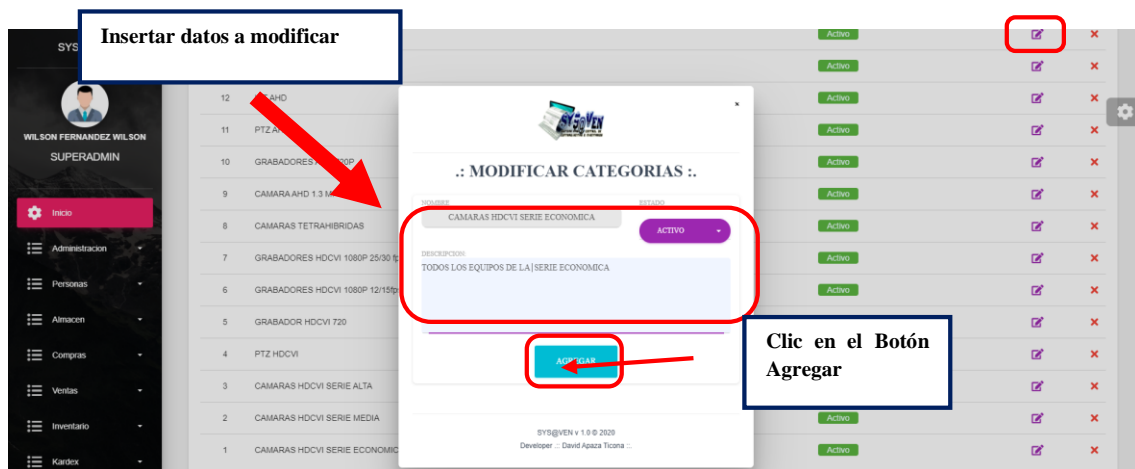 Insertar datos a modificar
SYS
WILSON FERNANDEZ WILSON
SUPERADMIN
Inicio
Administracion
Personas
Almacen
Compras
Ventas
Inventario
Kardex
Activo
Activo
12 AHD Activo
11 PTZ Activo
10 GRABADORES Activo
9 CAMARA AHD 1.3 Activo
8 CAMARAS TETRAHIBRIDAS Activo
7 GRABADORES HDCVI 1080P 25/30 Activo
6 GRABADORES HDCVI 1080P 12/15fp Activo
5 GRABADOR HDCVI 720
4 PTZ HDCVI
3 CAMARAS HDCVI SERIE ALTA
2 CAMARAS HDCVI SERIE MEDIA Activo
1 CAMARAS HDCVI SERIE ECONOMIC Activo
SYS@VEN
.: MODIFICAR CATEGORIAS :.
NOMBRE ESTADO
CAMARAS HDCVI SERIE ECONOMICA ACTIVO
DESCRIPCION
TODOS LOS EQUIPOS DE LA SERIE ECONOMICA
AGREGAR
SYS@VEN v 1.0 © 2020
Developer .:: David Apaza Ticona ::.
Clic en el Botón
Agregar